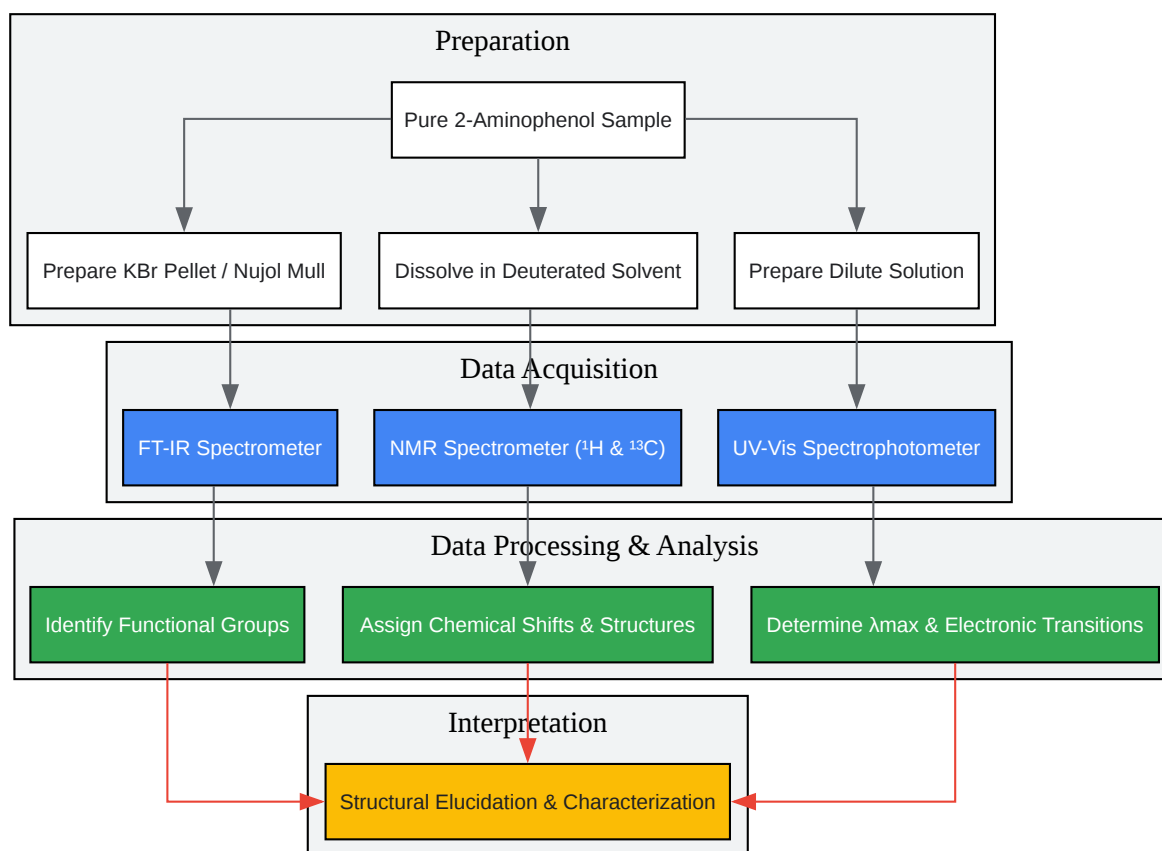 Preparation
Pure 2-Aminophenol Sample
Prepare KBr Pellet / Nujol Mull
Dissolve in Deuterated Solvent
Prepare Dilute Solution
Data Acquisition
FT-IR Spectrometer
NMR Spectrometer (¹H & ¹³C)
UV-Vis Spectrophotometer
Data Processing & Analysis
Identify Functional Groups
Assign Chemical Shifts & Structures
Determine λmax & Electronic Transitions
Interpretation
Structural Elucidation & Characterization